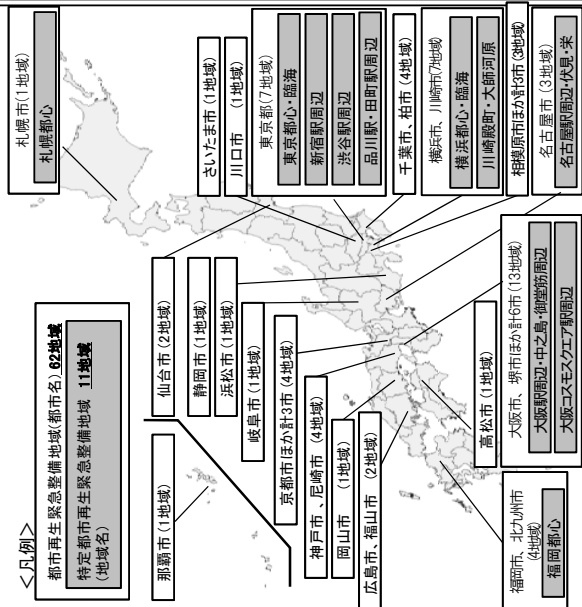 <凡例>
都市再生緊急整備地域(都市名) 62地域
特定都市再生緊急整備地域 11地域
(地域名)
札幌市(1地域)
札幌都心
さいたま市(1地域)
川口市 (1地域)
東京都(7地域)
東京都心・臨海
新宿駅周辺
渋谷駅周辺
品川駅・田町駅周辺
千葉市、柏市(4地域)
横浜市、川崎市(7地域)
横浜都心・臨海
川崎殿町・大師河原
相模原市ほか計3市(3地域)
名古屋市(3地域)
名古屋駅周辺・伏見・栄
仙台市(2地域)
静岡市(1地域)
浜松市(1地域)
岐阜市(1地域)
京都市ほか計3市(4地域)
神戸市、尼崎市 (4地域)
岡山市 (1地域)
広島市、福山市 (2地域)
那覇市(1地域)
高松市(1地域)
大阪市、堺市ほか計6市(13地域)
大阪駅周辺・中之島・御堂筋周辺
大阪コスモスクエア駅周辺
福岡市、北九州市
(4地域)
福岡都心